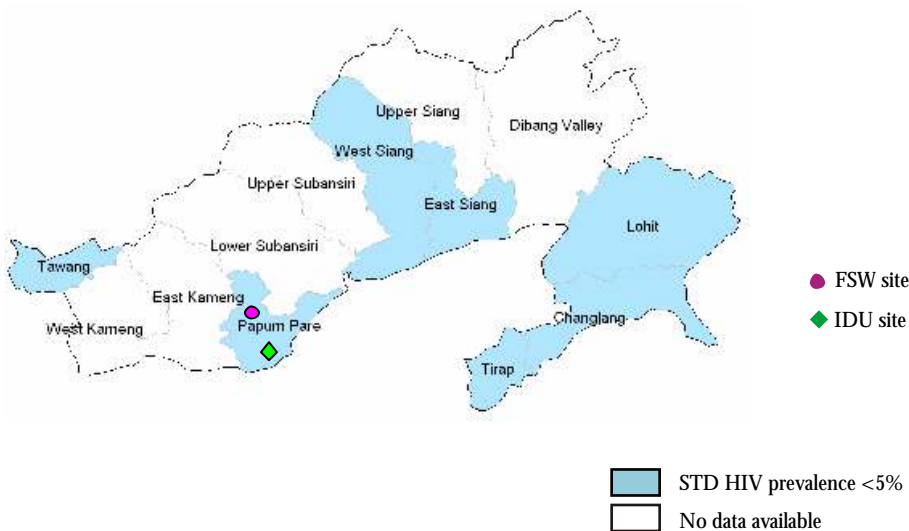 Upper Siang
Dibang Valley
West Siang
Upper Subansiri
East Siang
Lohit
Lower Subansiri
Tawang
East Kameng
West Kameng
Papum Pare
Changlang
Tirap
FSW site
IDU site
STD HIV prevalence <5%
No data available